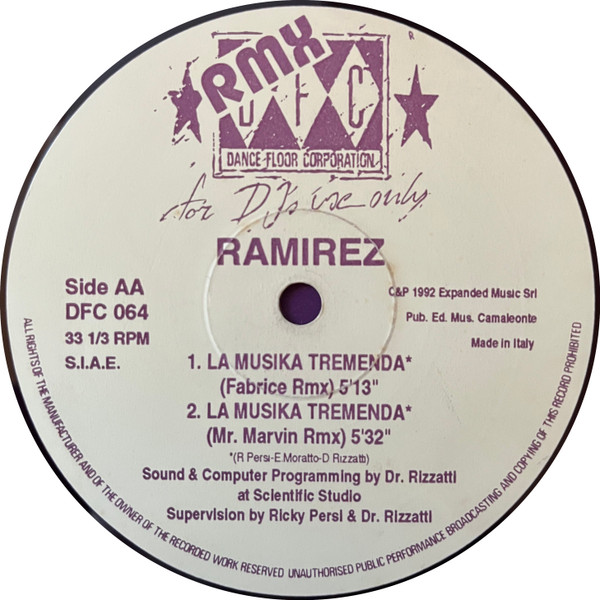 RMX
DFC
R
DANCE FLOOR CORPORATION
for DJs use only
RAMIREZ
Side AA
DFC 064
33 1/3 RPM
S.I.A.E.
C&P 1992 Expanded Music Srl
Pub. Ed. Mus. Camaleonte
Made in Italy
1. LA MUSIKA TREMENDA*
(Fabrice Rmx) 5'13"
2. LA MUSIKA TREMENDA*
(Mr. Marvin Rmx) 5'32"
*(R Persi-E.Moratto-D.Rizzatti)
Sound & Computer Programming by Dr. Rizzatti
at Scientific Studio
Supervision by Ricky Persi & Dr. Rizzatti
ALL RIGHTS OF THE MANUFACTURER AND OF THE OWNER OF THE RECORDED WORK RESERVED UNAUTHORISED PUBLIC PERFORMANCE BROADCASTING AND COPYING OF THIS RECORD PROHIBITED